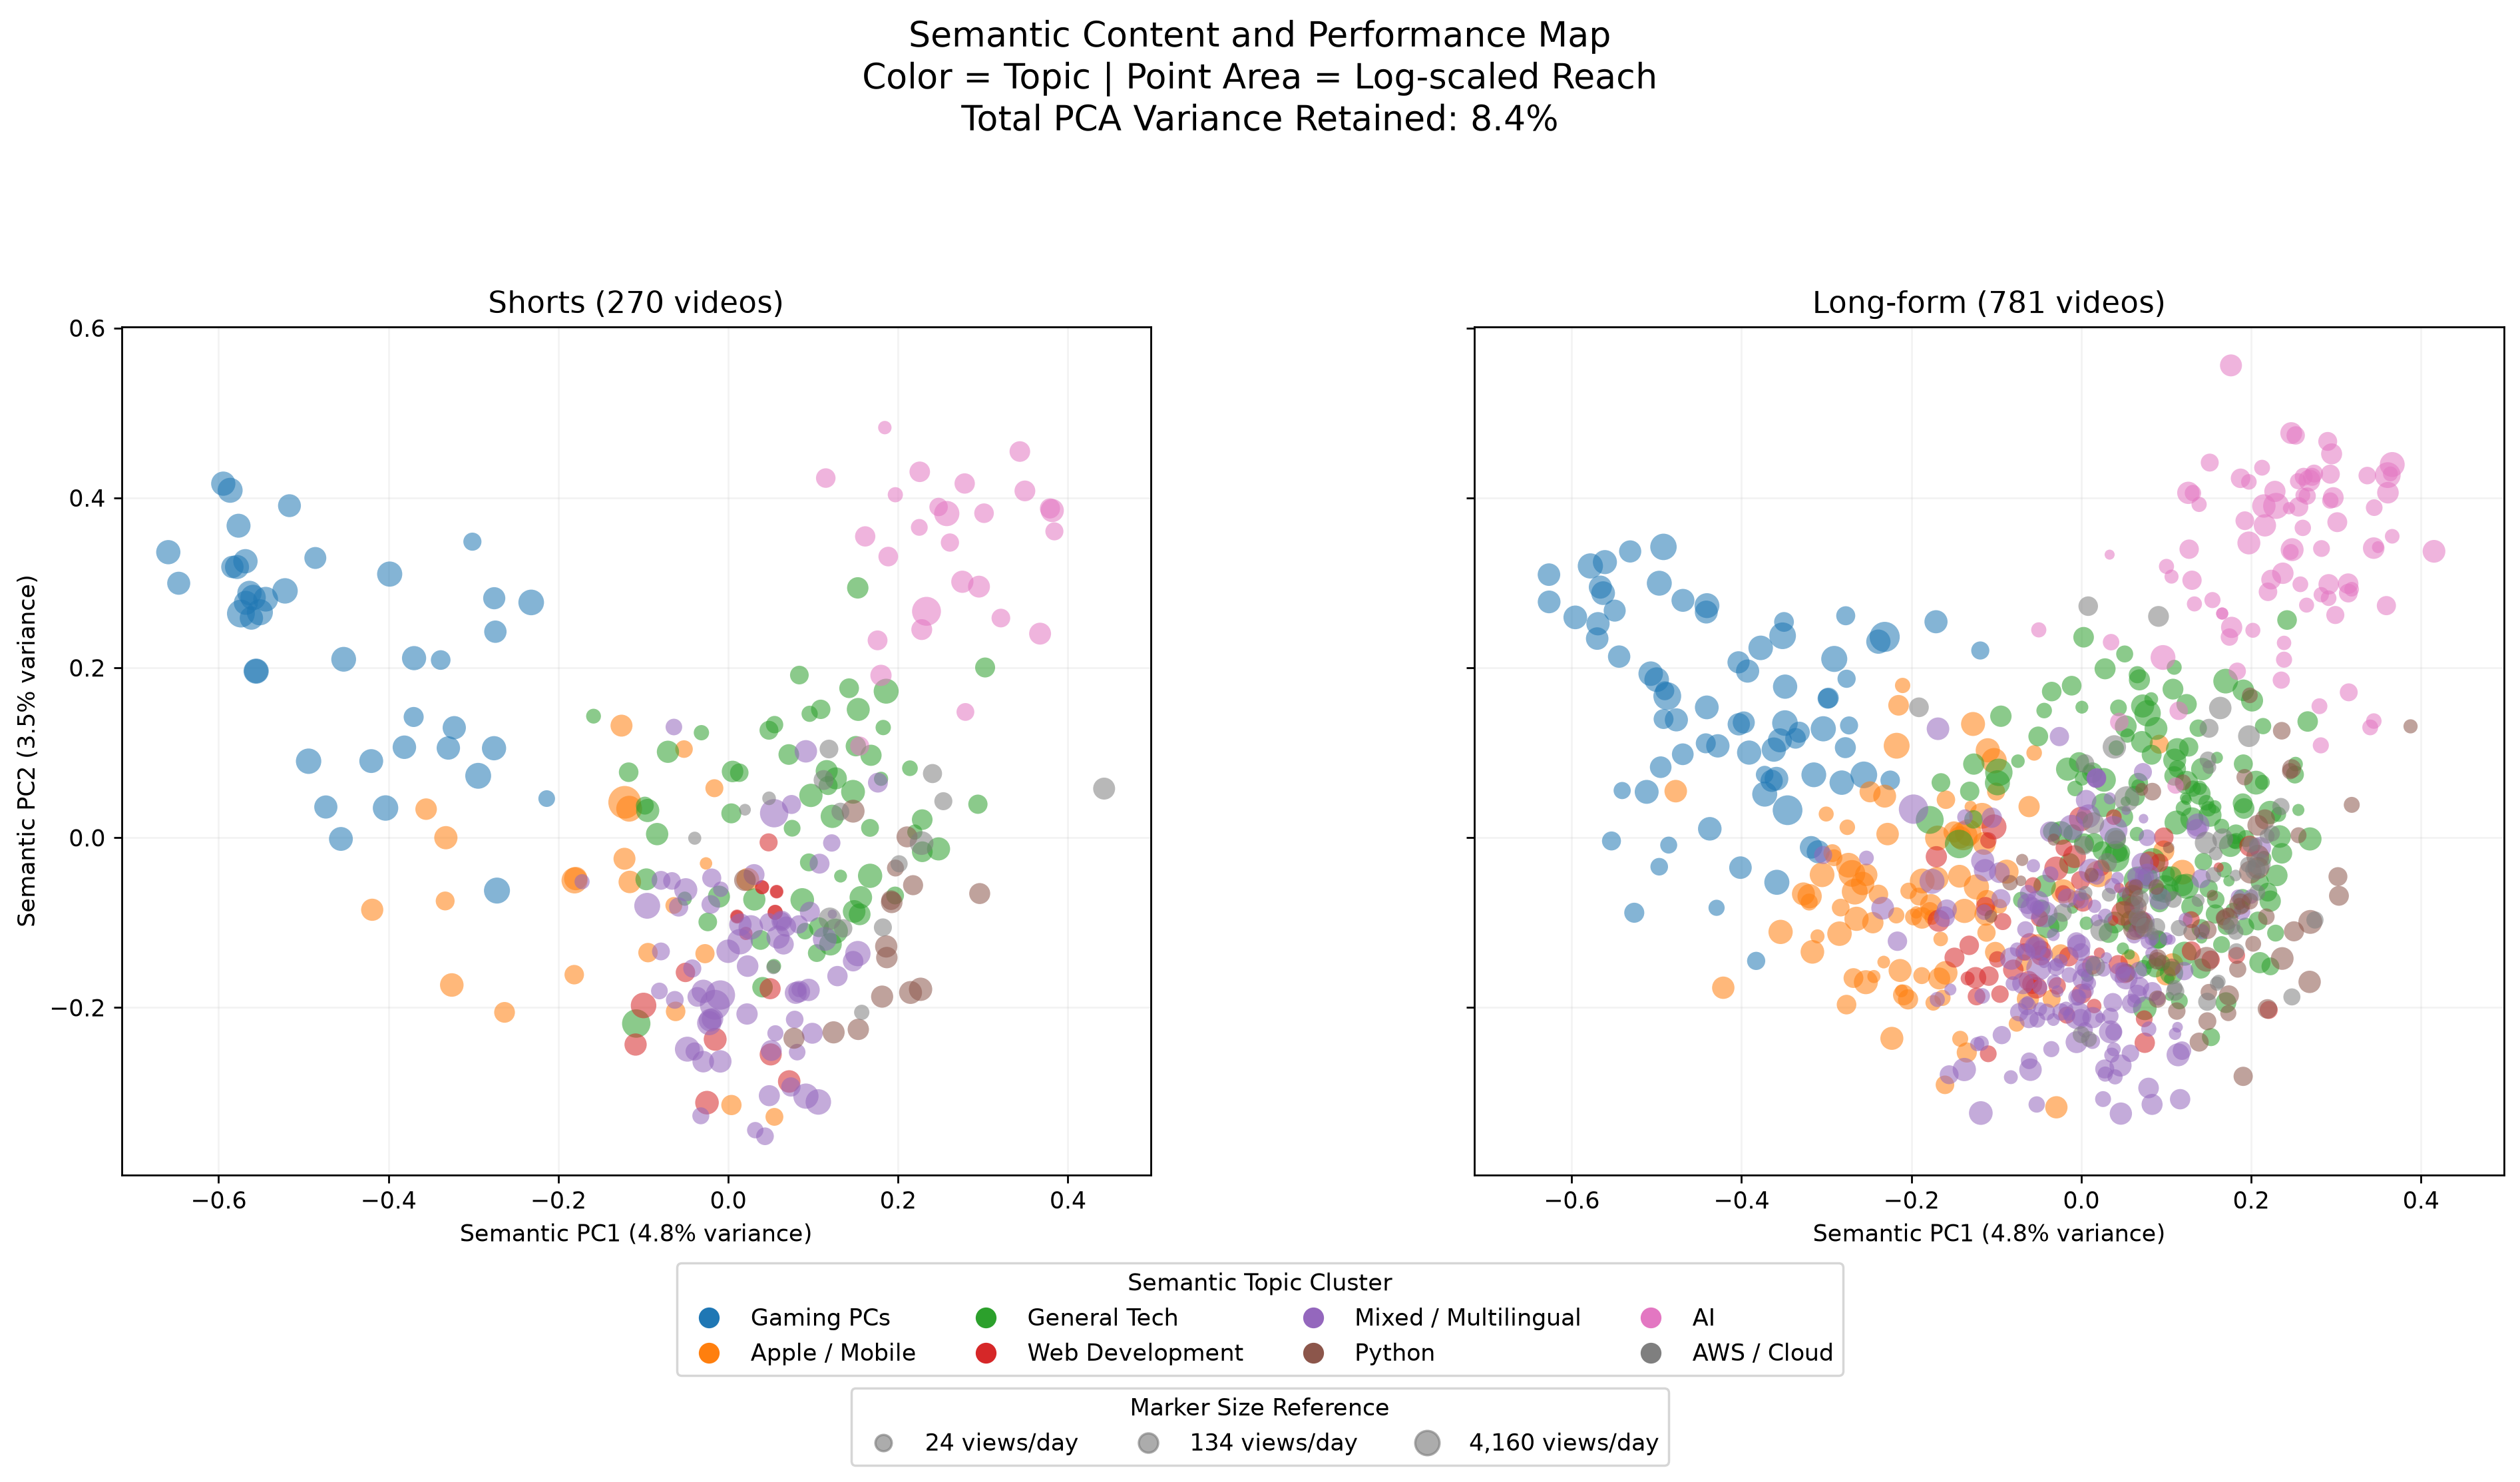 Semantic Content and Performance Map
Color = Topic | Point Area = Log-scaled Reach
Total PCA Variance Retained: 8.4%
Shorts (270 videos)
Semantic PC2 (3.5% variance)
0.6
0.4
0.2
0.0
−0.2
−0.6
−0.4
−0.2
0.0
0.2
0.4
Semantic PC1 (4.8% variance)
Long-form (781 videos)
−0.6
−0.4
−0.2
0.0
0.2
0.4
Semantic PC1 (4.8% variance)
Semantic Topic Cluster
Gaming PCs
General Tech
Mixed / Multilingual
AI
Apple / Mobile
Web Development
Python
AWS / Cloud
Marker Size Reference
24 views/day
134 views/day
4,160 views/day